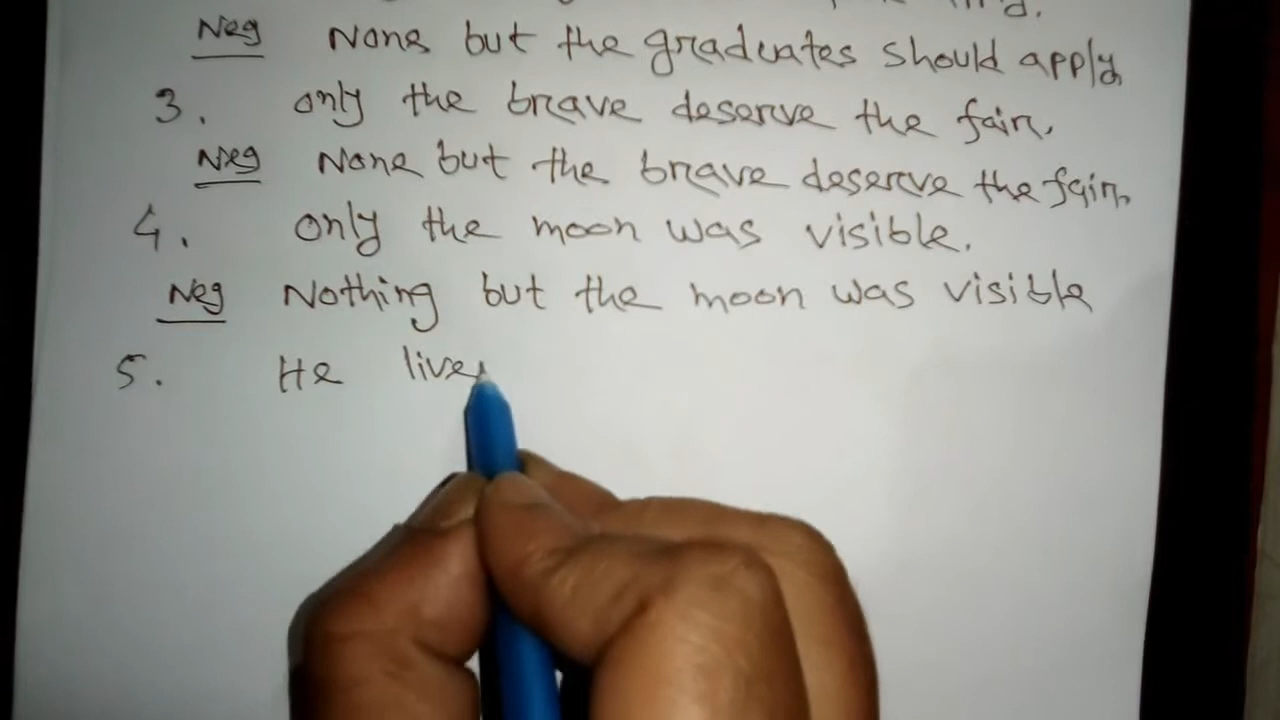 Neg None but the graduates should apply.
3. only the brave deserve the fair.
Neg None but the brave deserve the fair.
4. only the moon was visible.
Neg Nothing but the moon was visible
5. He live